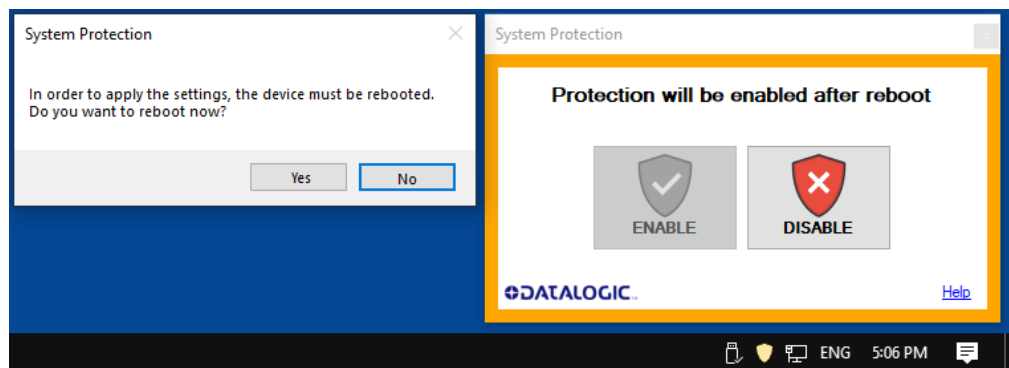 System Protection
In order to apply the settings, the device must be rebooted.
Do you want to reboot now?
Yes
No
System Protection
x
Protection will be enabled after reboot
ENABLE
DISABLE
DATALOGIC™
Help
ENG
5:06 PM